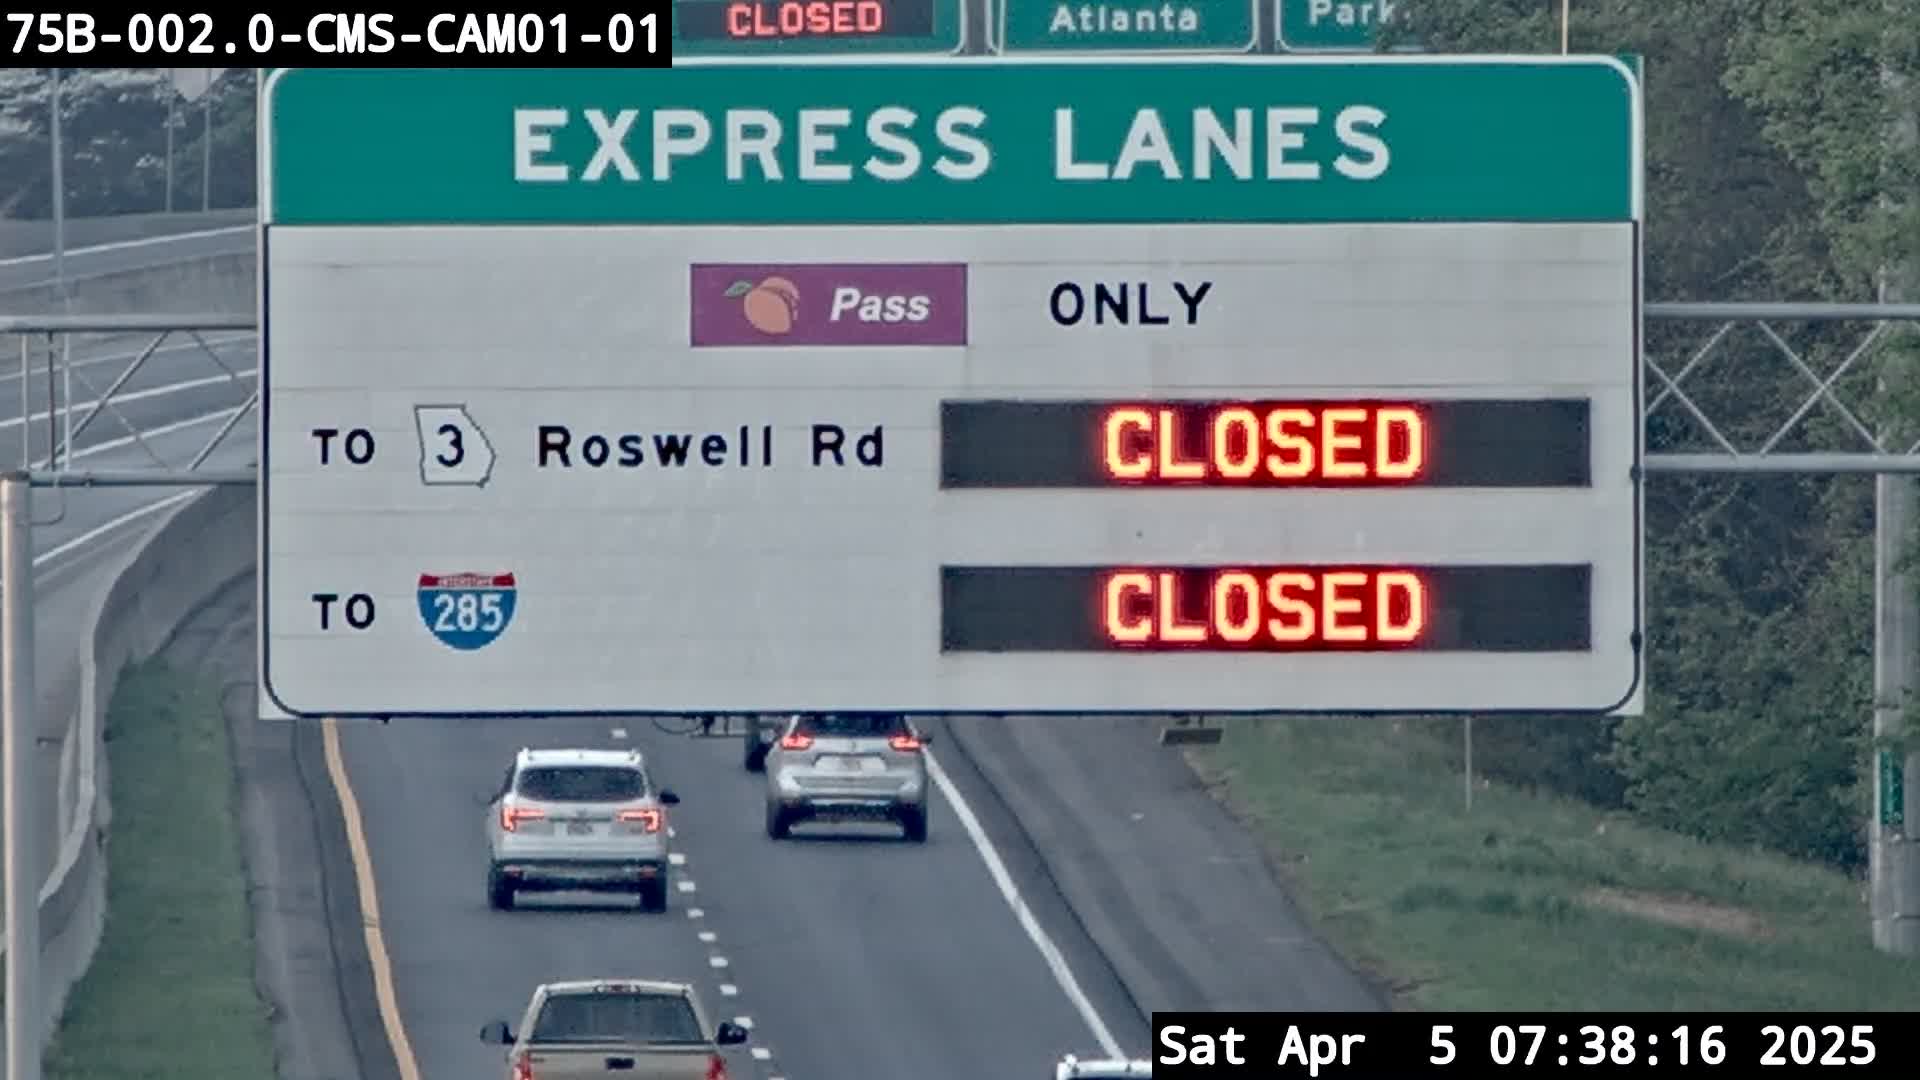 75B-002.0-CMS-CAM01-01
CLOSED
Atlanta
Park
EXPRESS LANES
Pass ONLY
TO 3 Roswell Rd CLOSED
TO INTERSTATE 285 CLOSED
Sat Apr 5 07:38:16 2025